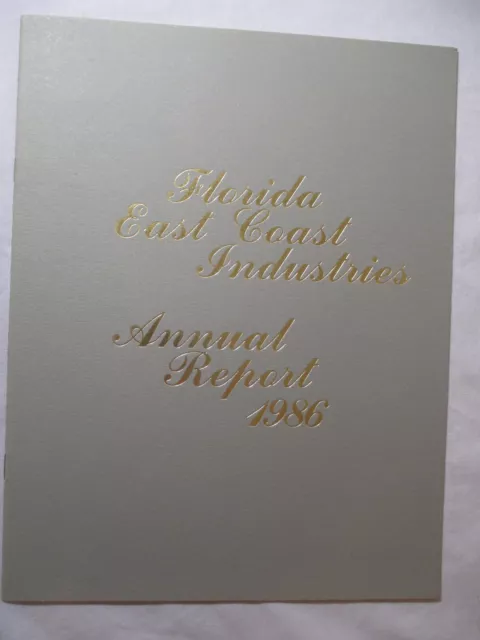 Florida
East Coast
Industries
Annual
Report
1986